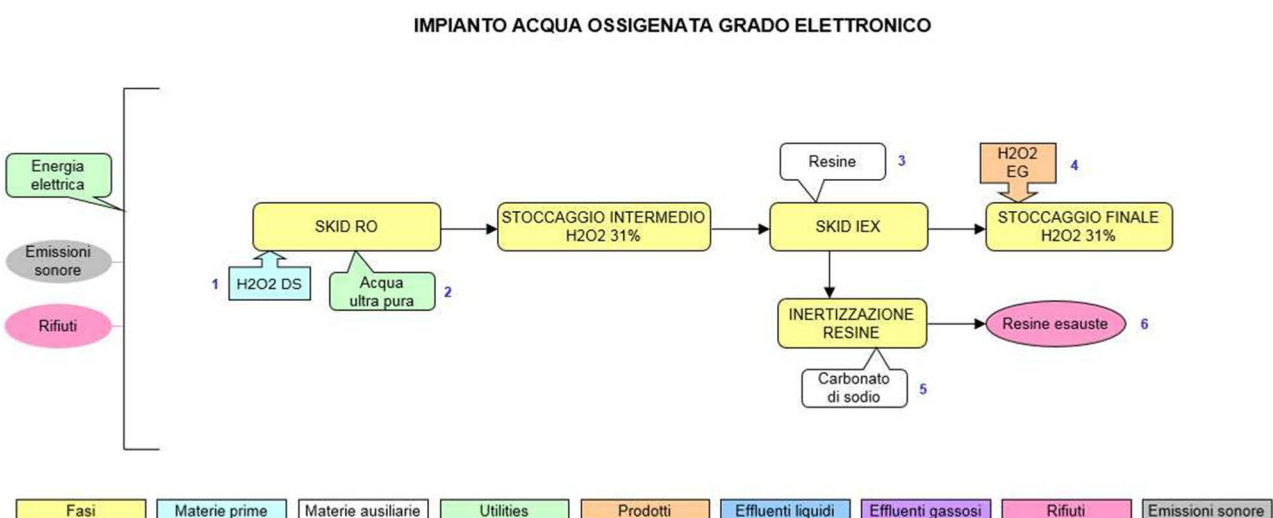 IMPIANTO ACQUA OSSIGENATA GRADO ELETTRONICO
Energia
elettrica
Emissioni
sonore
Rifiuti
SKID RO
1
H2O2 DS
Acqua
ultra pura
2
STOCCAGGIO INTERMEDIO
H2O2 31%
Resine
3
SKID IEX
H2O2
EG
4
STOCCAGGIO FINALE
H2O2 31%
INERTIZZAZIONE
RESINE
Carbonato
di sodio
5
Resine esauste
6
Fasi
Materie prime
Materie ausiliarie
Utilities
Prodotti
Effluenti liquidi
Effluenti gassosi
Rifiuti
Emissioni sonore